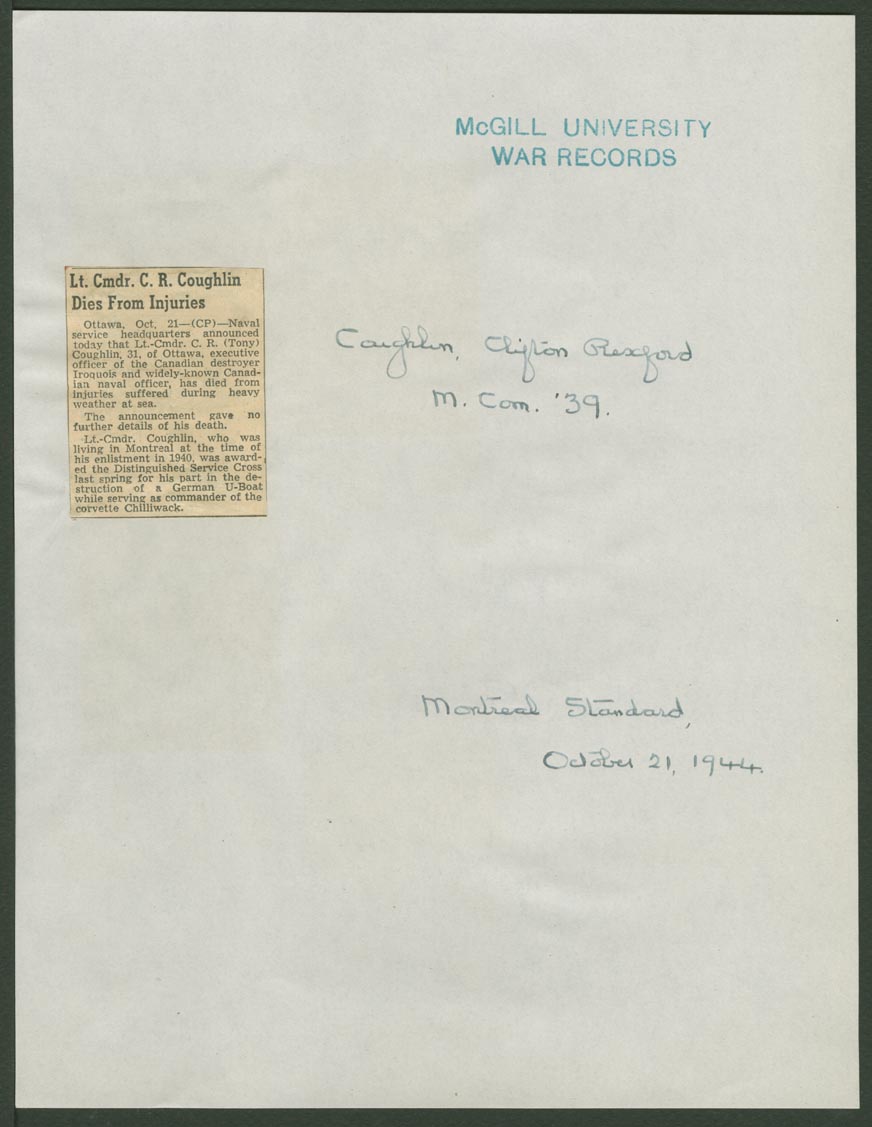 McGILL UNIVERSITY
WAR RECORDS
Lt. Cmdr. C. R. Coughlin
Dies From Injuries
Ottawa, Oct. 21—(CP)—Naval
service headquarters announced
today that Lt.-Cmdr. C. R. (Tony)
Coughlin, 31, of Ottawa, executive
officer of the Canadian destroyer
Iroquois and widely-known Canad-
ian naval officer, has died from
injuries suffered during heavy
weather at sea.
The announcement gave no
further details of his death.
Lt.-Cmdr. Coughlin, who was
living in Montreal at the time of
his enlistment in 1940, was award-
ed the Distinguished Service Cross
last spring for his part in the de-
struction of a German U-Boat
while serving as commander of the
corvette Chilliwack.
Coughlin, Clifton Rexford
M. Com. '39.
Montreal Standard,
October 21, 1944.